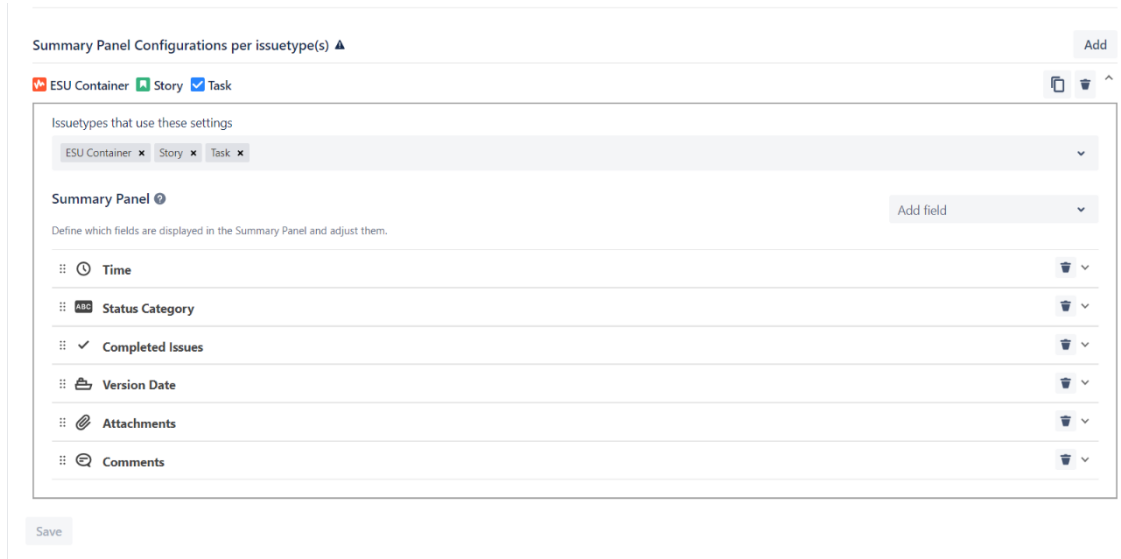 Summary Panel Configurations per issuetype(s)
Add
ESU Container Story Task
Issuetypes that use these settings
ESU Container × Story × Task ×
Summary Panel
Add field
Define which fields are displayed in the Summary Panel and adjust them.
Time
ABC Status Category
Completed Issues
Version Date
Attachments
Comments
Save